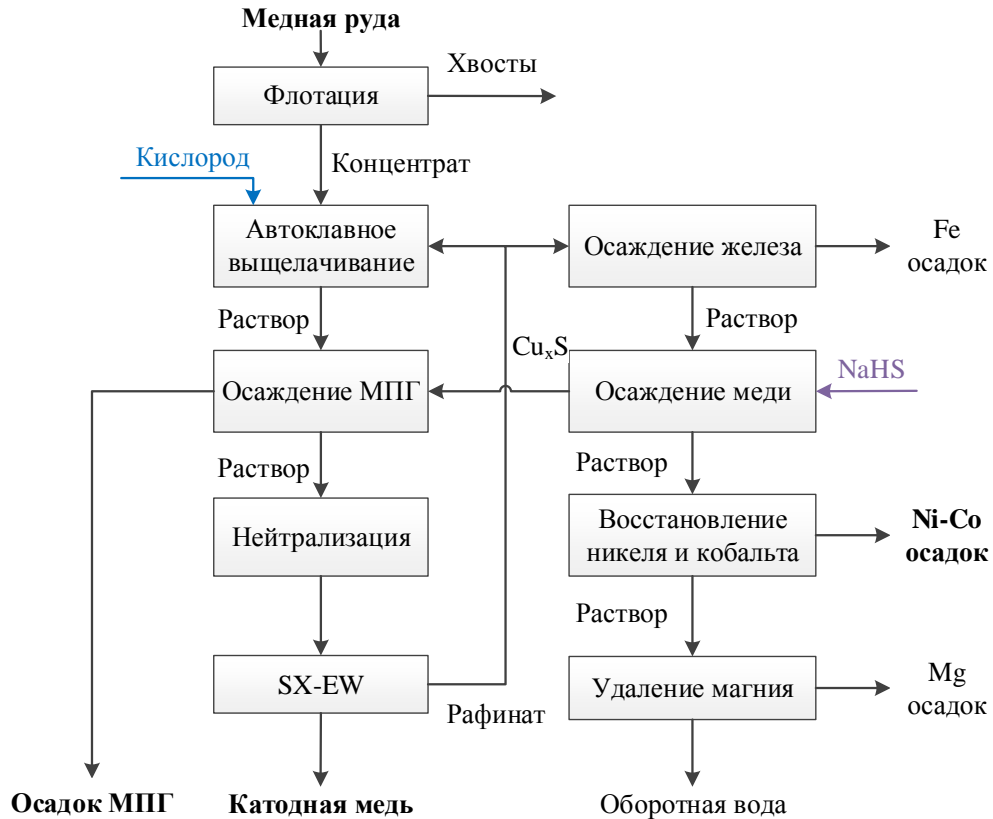 Медная руда
Хвосты
Флотация
Концентрат
Кислород
Автоклавное
выщелачивание
Осаждение железа
Fe
осадок
Раствор
Раствор
CuₓS
NaHS
Осаждение МПГ
Осаждение меди
Раствор
Раствор
Нейтрализация
Восстановление
никеля и кобальта
Ni-Co
осадок
Раствор
SX-EW
Рафинат
Удаление магния
Mg
осадок
Осадок МПГ
Катодная медь
Оборотная вода